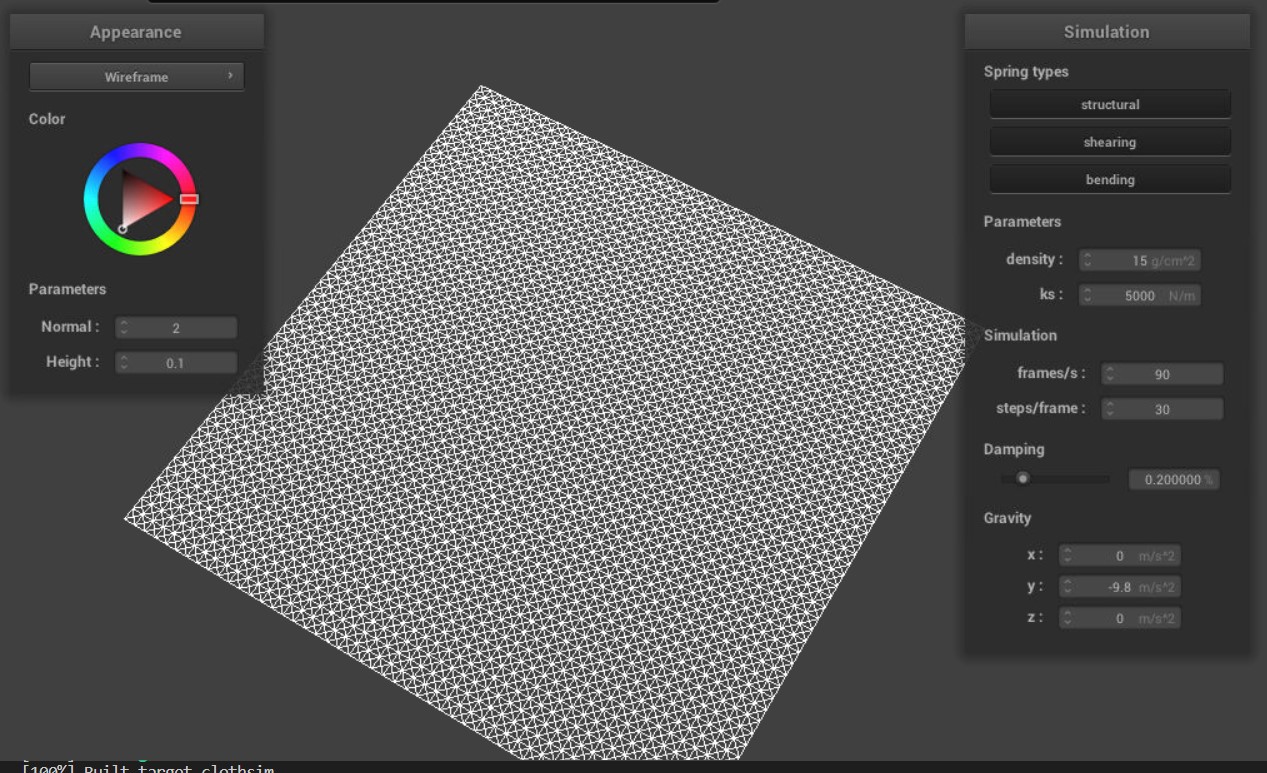 Appearance
Wireframe
Color
Parameters
Normal : 2
Height : 0.1
Simulation
Spring types
structural
shearing
bending
Parameters
density : 15 g/cm^2
ks : 5000 N/m
Simulation
frames/s : 90
steps/frame : 30
Damping
0.200000 %
Gravity
x : 0 m/s^2
y : -9.8 m/s^2
z : 0 m/s^2
[100%] Built target clothsim